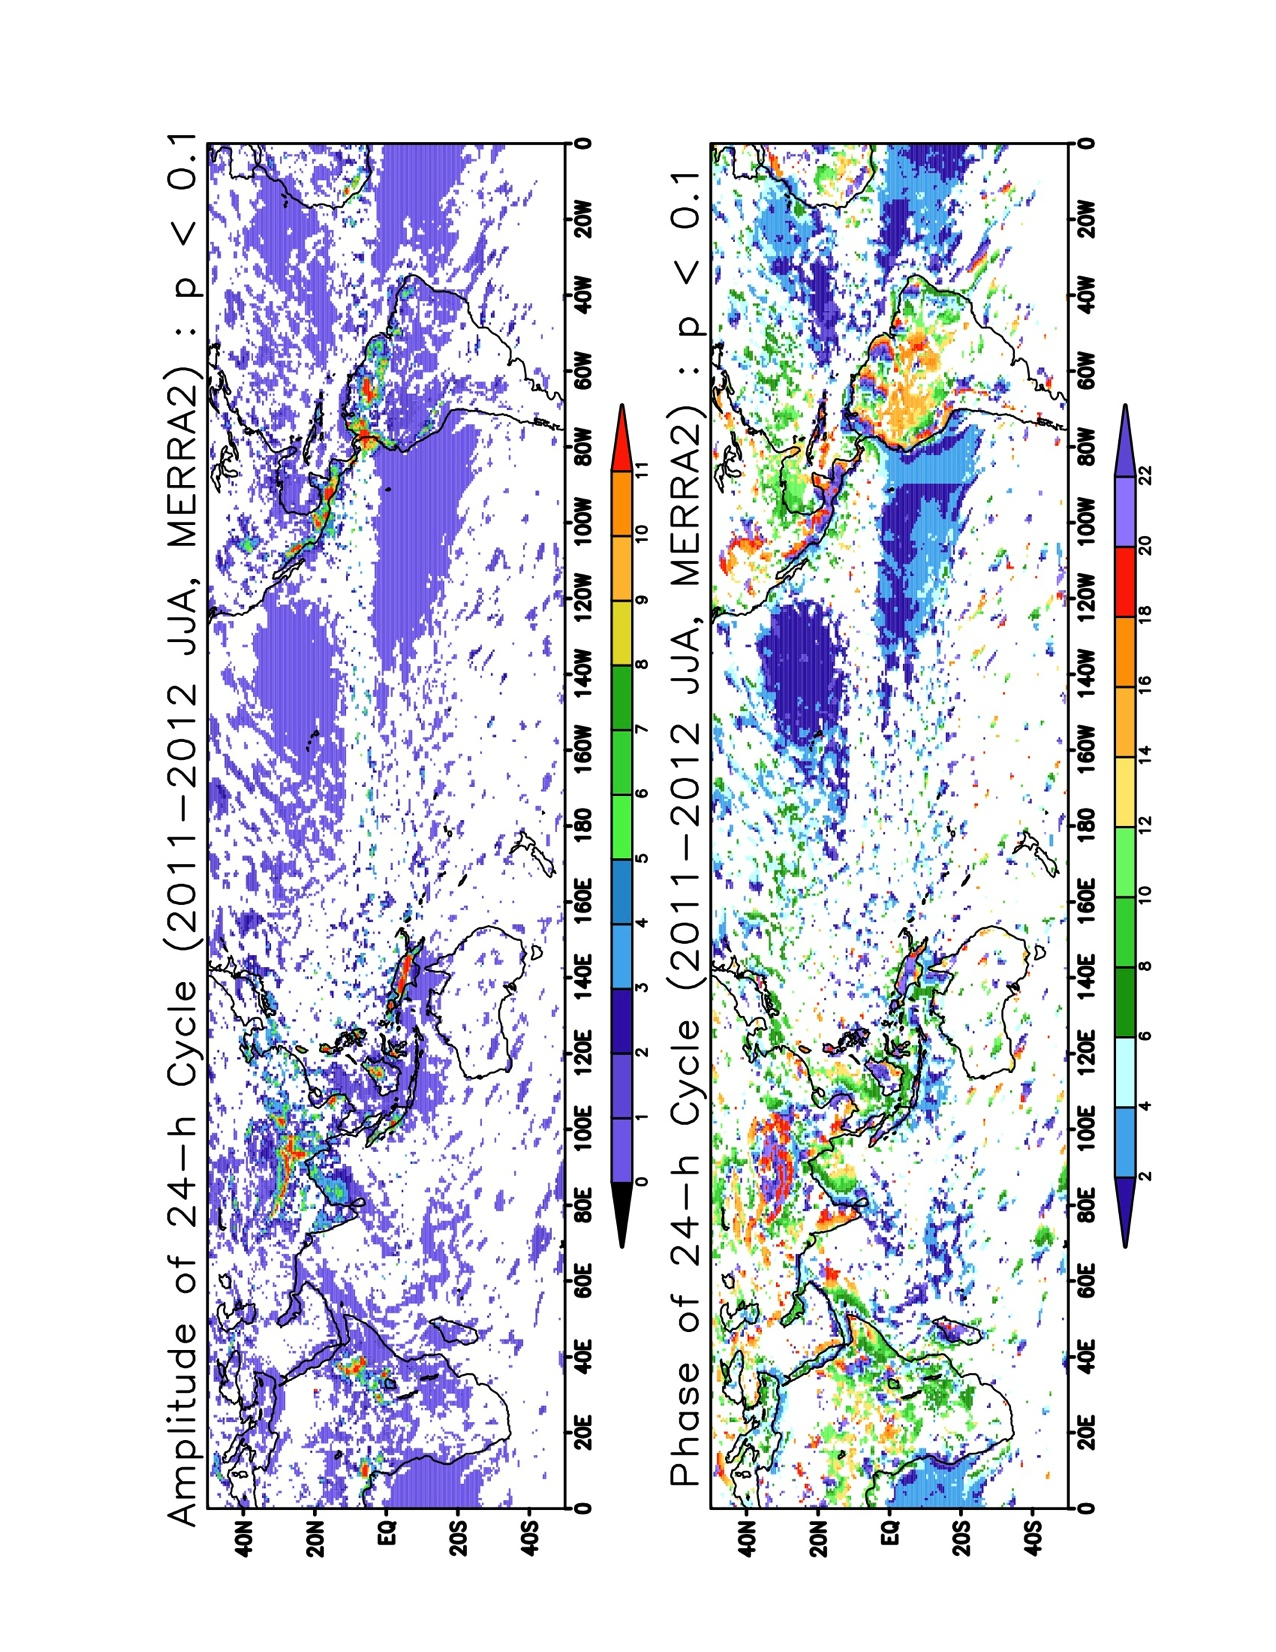 Amplitude of 24-h Cycle (2011-2012 JJA, MERRA2) : p < 0.1
40N
20N
EQ
20S
40S
0 20E 40E 60E 80E 100E 120E 140E 160E 180 160W 140W 120W 100W 80W 60W 40W 20W 0
0 1 2 3 4 5 6 7 8 9 10 11
Phase of 24-h Cycle (2011-2012 JJA, MERRA2) : p < 0.1
40N
20N
EQ
20S
40S
0 20E 40E 60E 80E 100E 120E 140E 160E 180 160W 140W 120W 100W 80W 60W 40W 20W 0
2 4 6 8 10 12 14 16 18 20 22